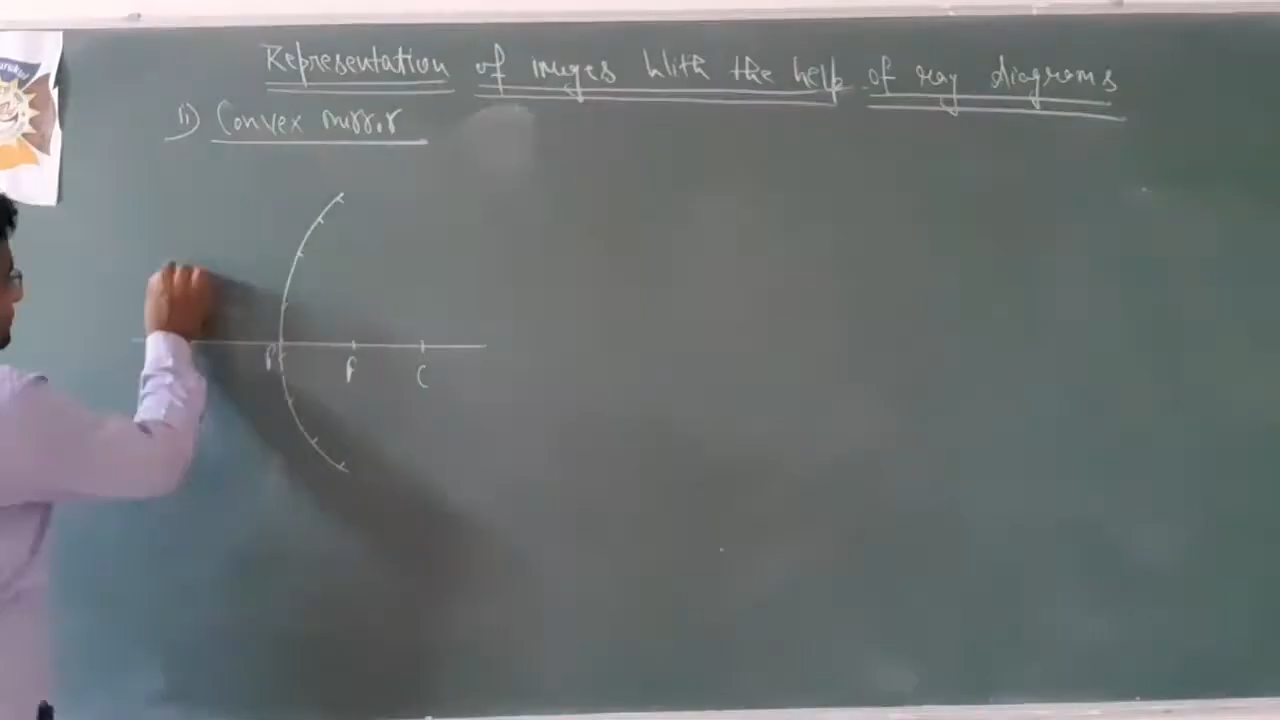 Representation of images With the help of ray diagrams
ii) Convex mirror
P F C